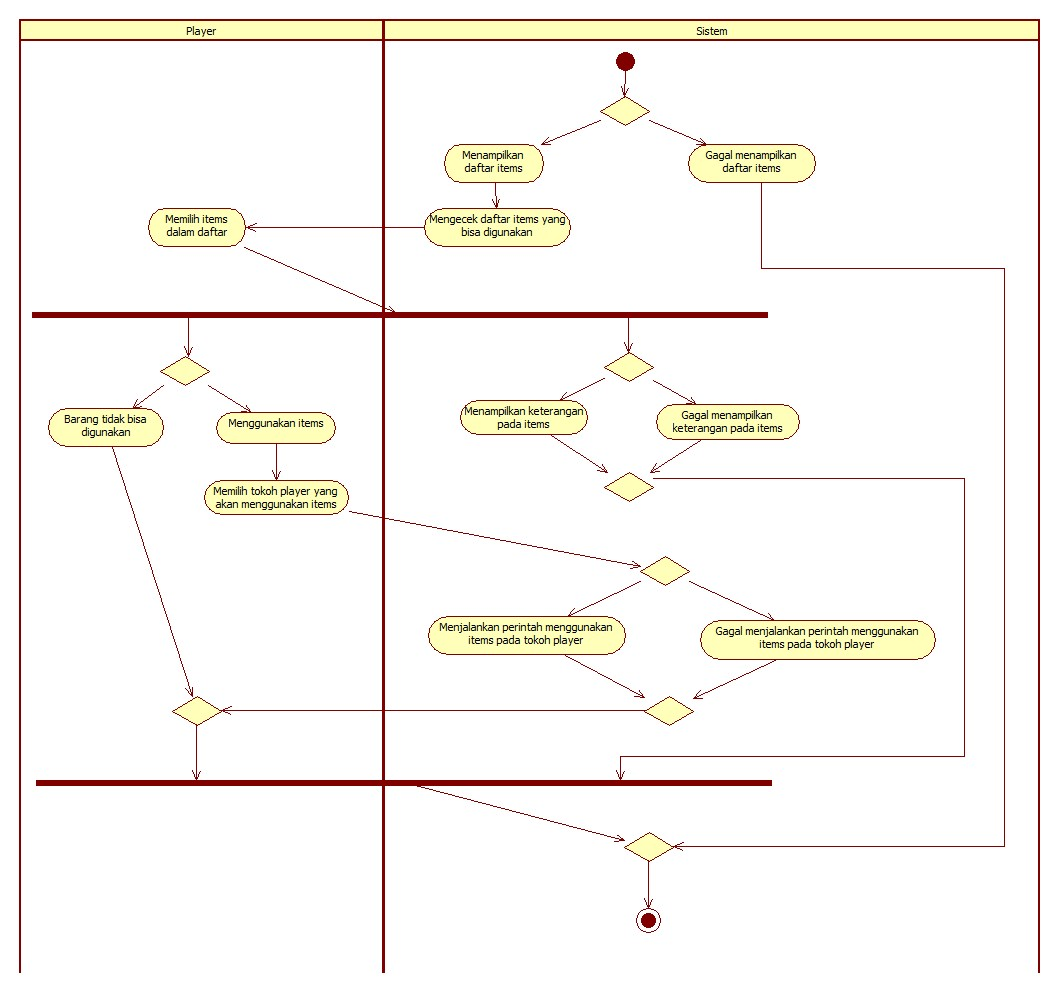 Player
Sistem
Menampilkan
daftar items
Gagal menampilkan
daftar items
Memilih items
dalam daftar
Mengecek daftar items yang
bisa digunakan
Barang tidak bisa
digunakan
Menggunakan items
Menampilkan keterangan
pada items
Gagal menampilkan
keterangan pada items
Memilih tokoh player yang
akan menggunakan items
Menjalankan perintah menggunakan
items pada tokoh player
Gagal menjalankan perintah menggunakan
items pada tokoh player